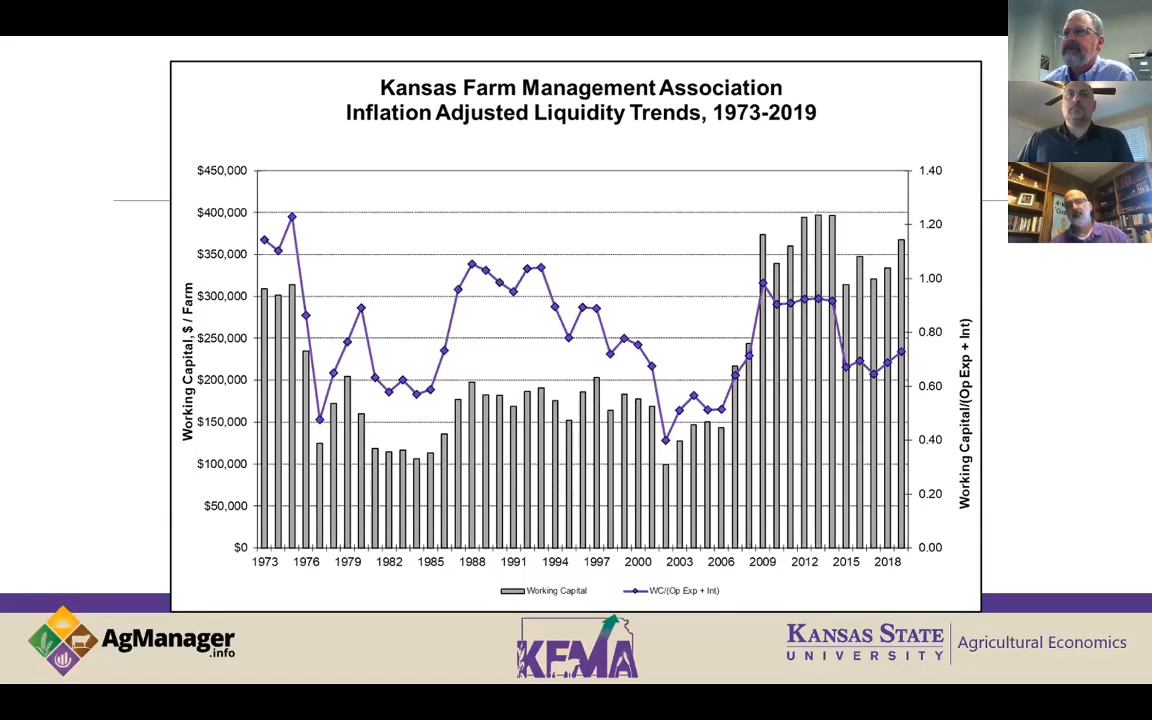 Kansas Farm Management Association
Inflation Adjusted Liquidity Trends, 1973-2019
$450,000
$400,000
$350,000
$300,000
$250,000
$200,000
$150,000
$100,000
$50,000
$0
Working Capital, $ / Farm
1.40
1.20
1.00
0.80
0.60
0.40
0.20
0.00
Working Capital/(Op Exp + Int)
1973 1976 1979 1982 1985 1988 1991 1994 1997 2000 2003 2006 2009 2012 2015 2018
Working Capital WC/(Op Exp + Int)
AgManager
.info
KFMA
KANSAS STATE
UNIVERSITY
Agricultural Economics